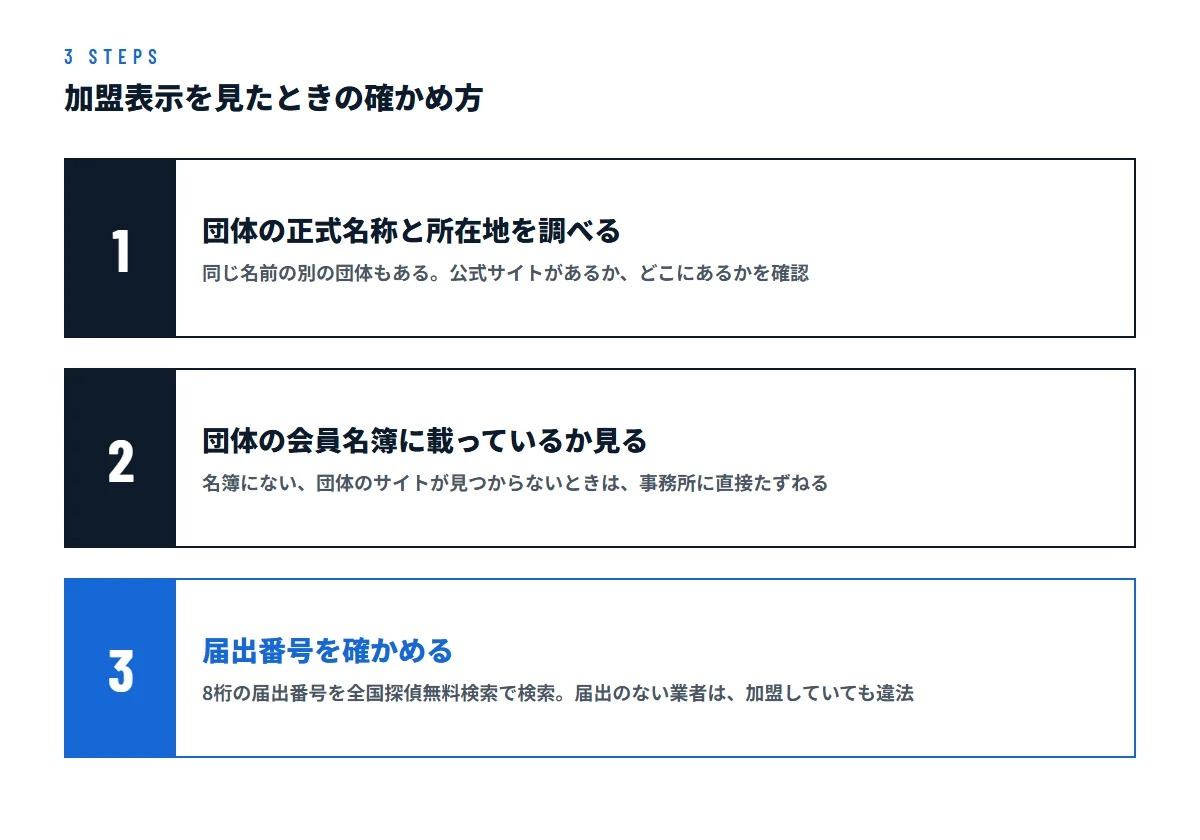 3 STEPS
加盟表示を見たときの確かめ方
1
団体の正式名称と所在地を調べる
同じ名前の別の団体もある。公式サイトがあるか、どこにあるかを確認
2
団体の会員名簿に載っているか見る
名簿にない、団体のサイトが見つからないときは、事務所に直接たずねる
3
届出番号を確かめる
8桁の届出番号を全国探偵無料検索で検索。届出のない業者は、加盟していても違法